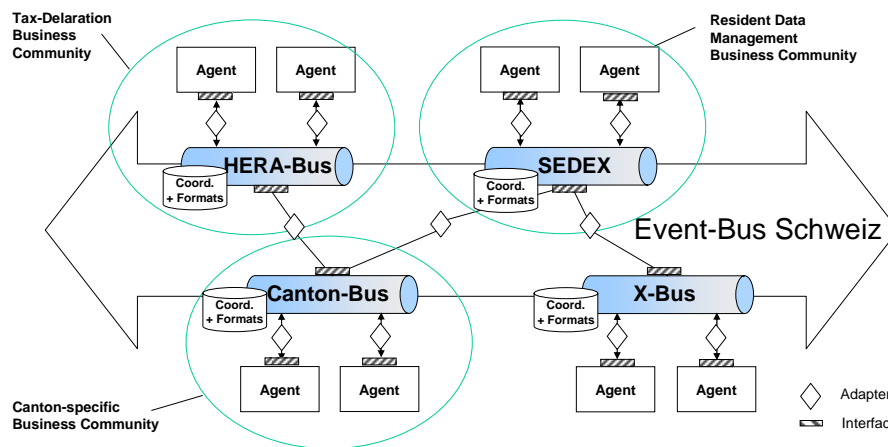 Tax-Delaration
Business
Community
Resident Data
Management
Business Community
Agent
Agent
Agent
Agent
HERA-Bus
SEDEX
Coord.
+ Formats
Coord.
+ Formats
Event-Bus Schweiz
Canton-Bus
X-Bus
Coord.
+ Formats
Coord.
+ Formats
Agent
Agent
Agent
Agent
Adapter
Interfac
Canton-specific
Business Community